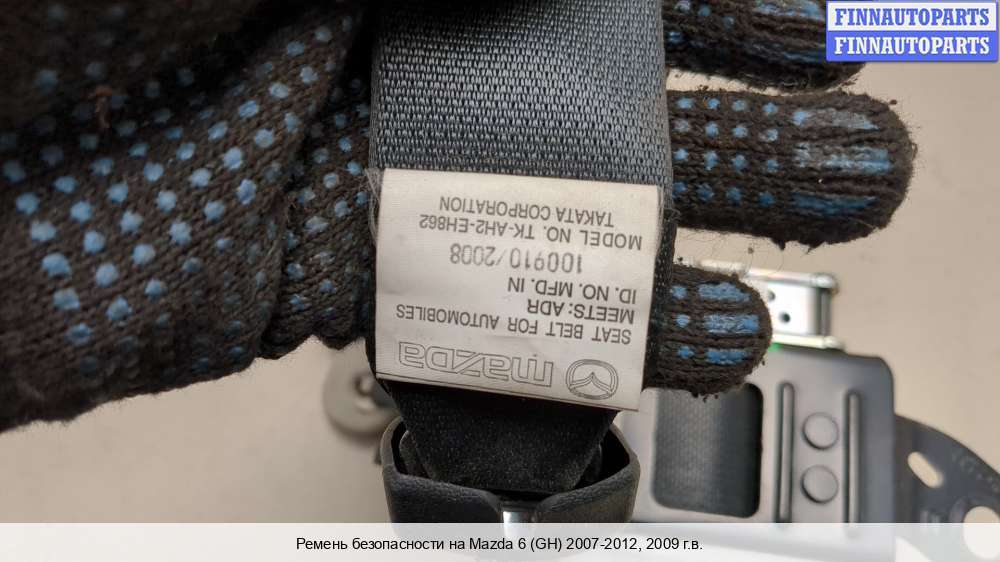 FINNAUTOPARTS
FINNAUTOPARTS
mazDa
SEAT BELT FOR AUTOMOBILES
MEETS: ADR
ID. NO. MFD. IN
100910/2008
MODEL NO. TK-AH2-EH862
TAKATA CORPORATION
Ремень безопасности на Mazda 6 (GH) 2007-2012, 2009 г.в.